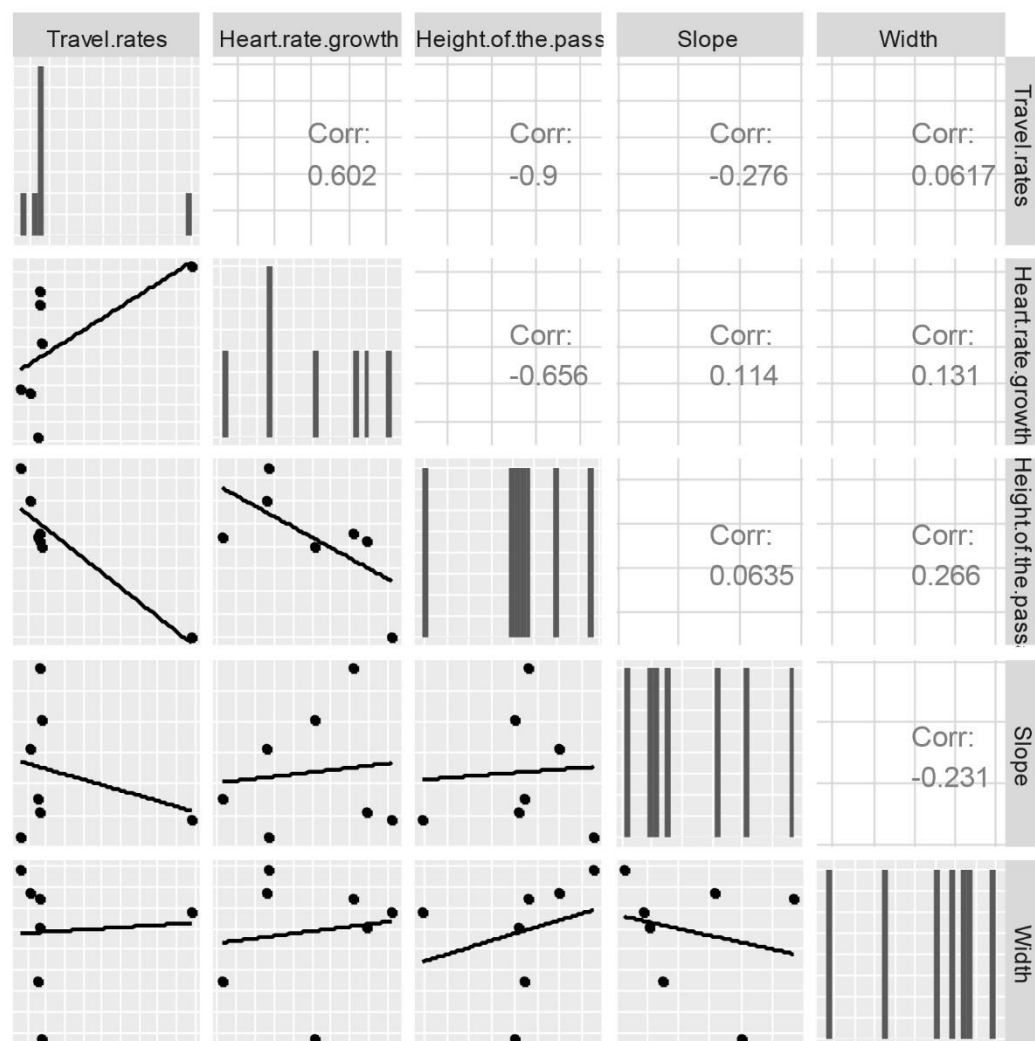 Travel.rates
Heart.rate.growth
Height.of.the.pass
Slope
Width
Corr:
0.602
Corr:
-0.9
Corr:
-0.276
Corr:
0.0617
Travel.rates
Corr:
-0.656
Corr:
0.114
Corr:
0.131
Heart.rate.growth
Corr:
0.0635
Corr:
0.266
Height.of.the.pass
Corr:
-0.231
Slope
Width